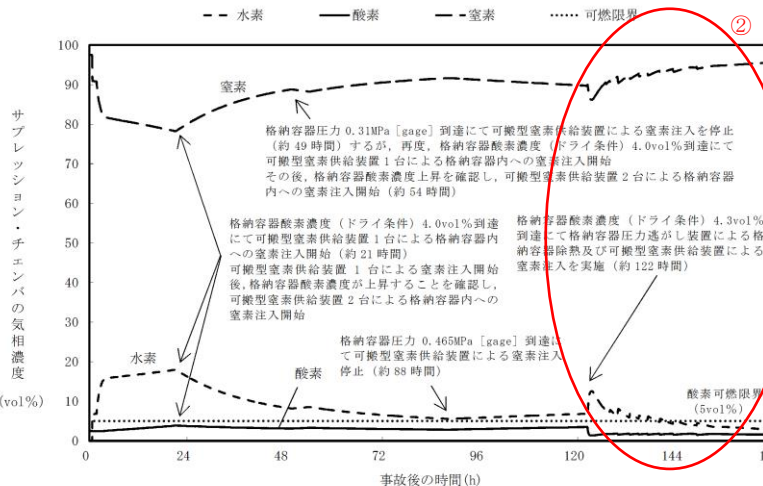 水素 酸素 窒素 可燃限界
②
100
90
80
70
60
50
40
30
20
10
0
サプレッション・チェンバの気相濃度
(vol%)
窒素
格納容器圧力 0.31MPa [gage] 到達にて可搬型窒素供給装置による窒素注入を停止
(約 49 時間) するが，再度，格納容器酸素濃度 (ドライ条件) 4.0vol%到達にて
可搬型窒素供給装置 1 台による格納容器内への窒素注入開始
その後，格納容器酸素濃度上昇を確認し，可搬型窒素供給装置 2 台による格納容器
内への窒素注入開始 (約 54 時間)
格納容器酸素濃度 (ドライ条件) 4.0vol%到達
にて可搬型窒素供給装置 1 台による格納容器内
への窒素注入開始 (約 21 時間)
可搬型窒素供給装置 1 台による窒素注入開始
後，格納容器酸素濃度が上昇することを確認し，
可搬型窒素供給装置 2 台による格納容器内への
窒素注入開始
格納容器酸素濃度 (ドライ条件) 4.3vol%
到達にて格納容器圧力逃がし装置による格
納容器除熱及び可搬型窒素供給装置による
窒素注入を実施 (約 122 時間)
格納容器圧力 0.465MPa [gage] 到達に
て可搬型窒素供給装置による窒素注入
停止 (約 88 時間)
水素
酸素
酸素可燃限界
(5vol%)
0 24 48 72 96 120 144
事故後の時間(h)